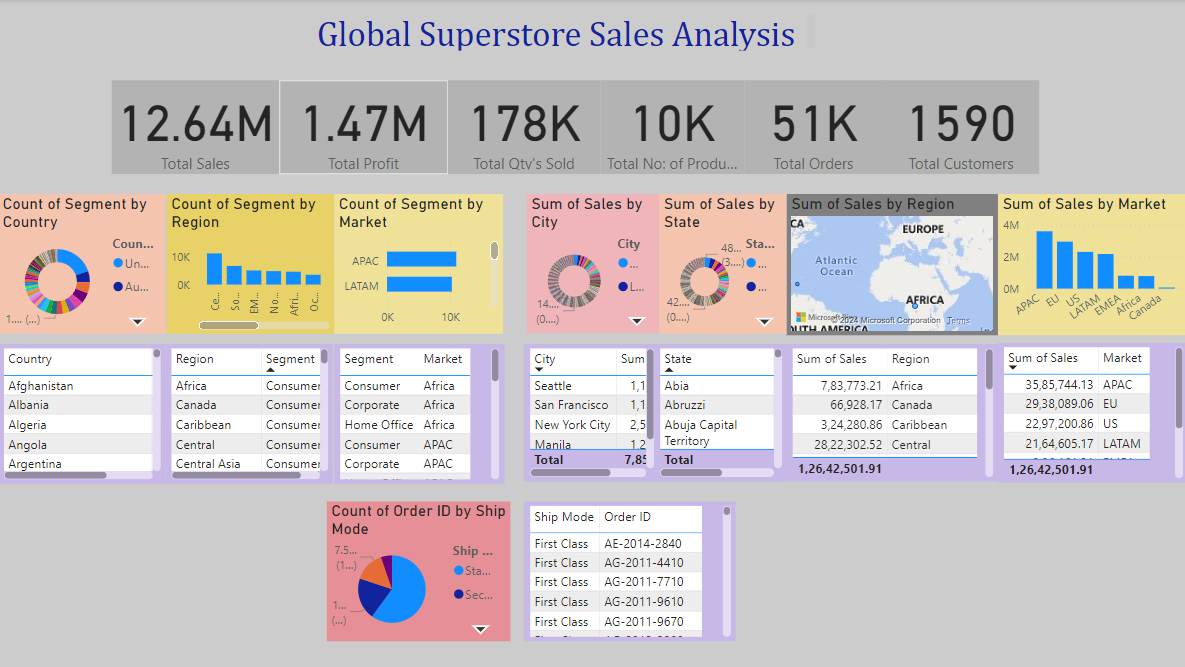 Global Superstore Sales Analysis
12.64M
Total Sales
1.47M
Total Profit
178K
Total Qty's Sold
10K
Total No: of Produ...
51K
Total Orders
1590
Total Customers
Count of Segment by
Country
Coun...
Un...
Au...
1.... (...)
Count of Segment by
Region
10K
0K
Ce...
So...
EM...
No...
Afri...
Oc...
Count of Segment by
Market
APAC
LATAM
0K 10K
Sum of Sales by
City
City
...
L...
14....
(0....)
Sum of Sales by
State
48...
(3....)
Sta...
...
...
42...
(0....)
Sum of Sales by Region
CA
EUROPE
Atlantic
Ocean
AFRICA
© 2024 Microsoft Corporation Terms
UTH AMERICA
Sum of Sales by Market
4M
2M
0M
APAC
EU
US
LATAM
EMEA
Africa
Canada
Country
Afghanistan
Albania
Algeria
Angola
Argentina
Region Segment
Africa Consumer
Canada Consumer
Caribbean Consumer
Central Consumer
Central Asia Consumer
Segment Market
Consumer Africa
Corporate Africa
Home Office Africa
Consumer APAC
Corporate APAC
City Sum
Seattle 1,1
San Francisco 1,1
New York City 2,5
Manila 1,2
Total 7,85
State
Abia
Abruzzi
Abuja Capital
Territory
Total
Sum of Sales Region
7,83,773.21 Africa
66,928.17 Canada
3,24,280.86 Caribbean
28,22,302.52 Central
1,26,42,501.91
Sum of Sales Market
35,85,744.13 APAC
29,38,089.06 EU
22,97,200.86 US
21,64,605.17 LATAM
1,26,42,501.91
Count of Order ID by Ship
Mode
7.5...
(1...)
1...
(...)
Ship ...
Sta...
Sec...
Ship Mode Order ID
First Class AE-2014-2840
First Class AG-2011-4410
First Class AG-2011-7710
First Class AG-2011-9610
First Class AG-2011-9670